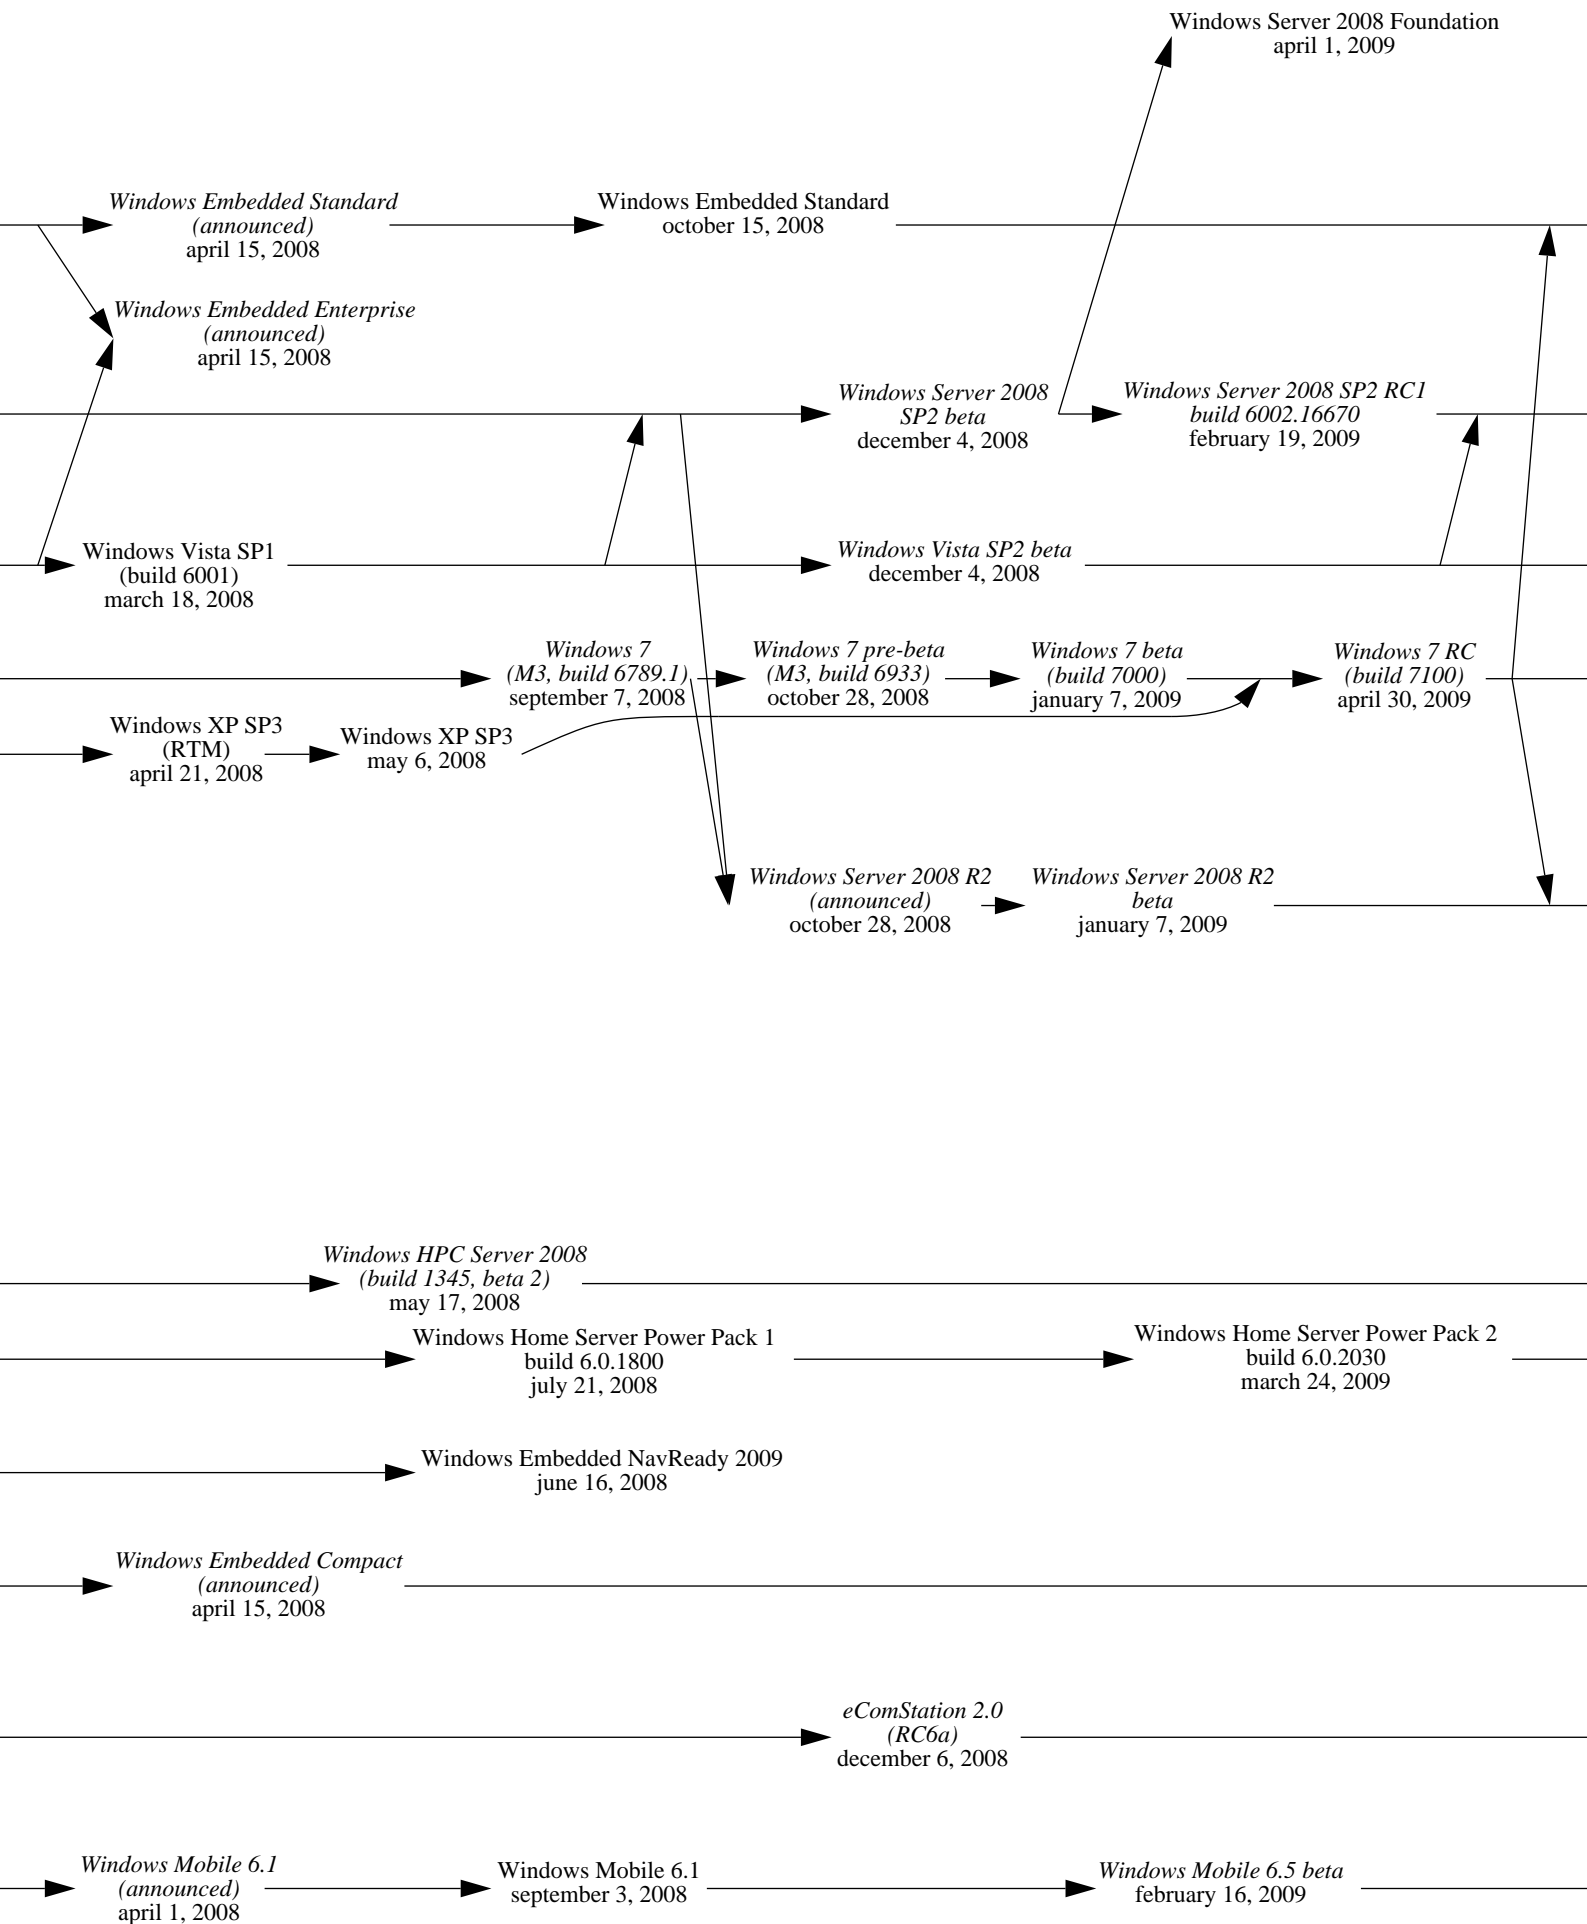 Windows Server 2008 Foundation
april 1, 2009
Windows Embedded Standard
(announced)
april 15, 2008
Windows Embedded Standard
october 15, 2008
Windows Embedded Enterprise
(announced)
april 15, 2008
Windows Server 2008
SP2 beta
december 4, 2008
Windows Server 2008 SP2 RC1
build 6002.16670
february 19, 2009
Windows Vista SP1
(build 6001)
march 18, 2008
Windows Vista SP2 beta
december 4, 2008
Windows 7
(M3, build 6789.1)
september 7, 2008
Windows 7 pre-beta
(M3, build 6933)
october 28, 2008
Windows 7 beta
(build 7000)
january 7, 2009
Windows 7 RC
(build 7100)
april 30, 2009
Windows XP SP3
(RTM)
april 21, 2008
Windows XP SP3
may 6, 2008
Windows Server 2008 R2
(announced)
october 28, 2008
Windows Server 2008 R2
beta
january 7, 2009
Windows HPC Server 2008
(build 1345, beta 2)
may 17, 2008
Windows Home Server Power Pack 1
build 6.0.1800
july 21, 2008
Windows Home Server Power Pack 2
build 6.0.2030
march 24, 2009
Windows Embedded NavReady 2009
june 16, 2008
Windows Embedded Compact
(announced)
april 15, 2008
eComStation 2.0
(RC6a)
december 6, 2008
Windows Mobile 6.1
(announced)
april 1, 2008
Windows Mobile 6.1
september 3, 2008
Windows Mobile 6.5 beta
february 16, 2009